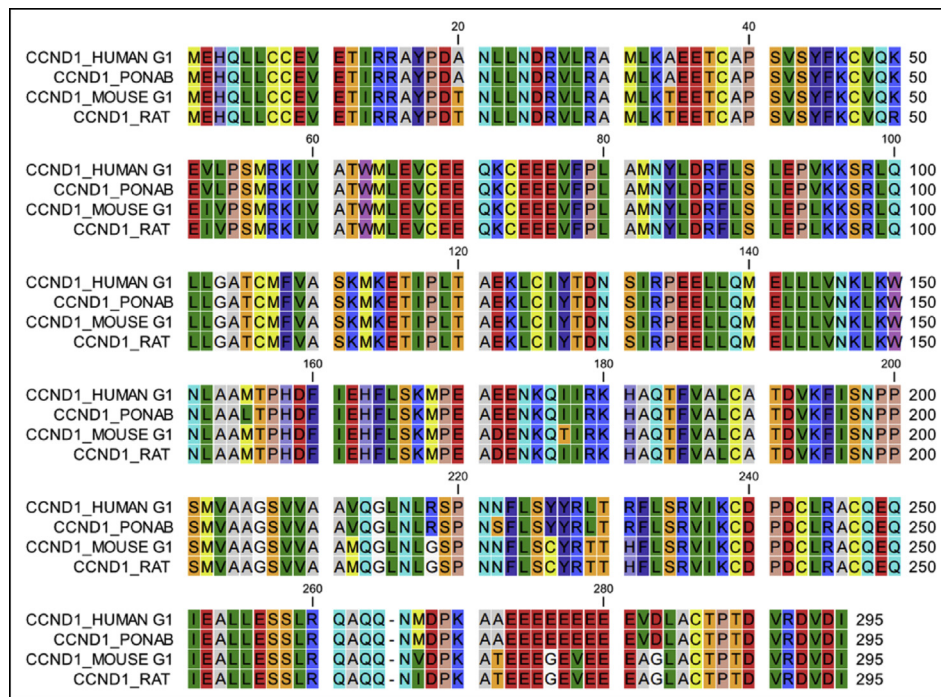 20 40
CCND1_HUMAN G1 MEHQLLCCEV ETIRRAYPDA NLLNDRVLRA MLKAEETCAP SVSYFKCVQK 50
CCND1_PONAB MEHQLLCCEV ETIRRAYPDA NLLNDRVLRA MLKAEETCAP SVSYFKCVQK 50
CCND1_MOUSE G1 MEHQLLCCEV ETIRRAYPDT NLLNDRVLRA MLKTEETCAP SVSYFKCVQK 50
CCND1_RAT MEHQLLCCEV ETIRRAYPDT NLLNDRVLRA MLKTEETCAP SVSYFKCVQR 50
60 80 100
CCND1_HUMAN G1 EVLPSMRKIV ATWMLEVCEE QKCEEEVFPL AMNYLDRFLS LEPVKKSRLQ 100
CCND1_PONAB EVLPSMRKIV ATWMLEVCEE QKCEEEVFPL AMNYLDRFLS LEPVKKSRLQ 100
CCND1_MOUSE G1 EIVPSMRKIV ATWMLEVCEE QKCEEEVFPL AMNYLDRFLS LEPLKKSRLQ 100
CCND1_RAT EIVPSMRKIV ATWMLEVCEE QKCEEEVFPL AMNYLDRFLS LEPLKKSRLQ 100
120 140
CCND1_HUMAN G1 LLGATCMFVA SKMKETIPLT AEKLCIYTDN SIRPEELLQM ELLLVNKLKW 150
CCND1_PONAB LLGATCMFVA SKMKETIPLT AEKLCIYTDN SIRPEELLQM ELLLVNKLKW 150
CCND1_MOUSE G1 LLGATCMFVA SKMKETIPLT AEKLCIYTDN SIRPEELLQM ELLLVNKLKW 150
CCND1_RAT LLGATCMFVA SKMKETIPLT AEKLCIYTDN SIRPEELLQM ELLLVNKLKW 150
160 180 200
CCND1_HUMAN G1 NLAAMTPHDF IEHFLSKMPE AEENKQIIRK HAQTFVALCA TDVKFISNPP 200
CCND1_PONAB NLAALTPHDF IEHFLSKMPE AEENKQIIRK HAQTFVALCA TDVKFISNPP 200
CCND1_MOUSE G1 NLAAMTPHDF IEHFLSKMPE ADENKQTIRK HAQTFVALCA TDVKFISNPP 200
CCND1_RAT NLAAMTPHDF IEHFLSKMPE ADENKQIIRK HAQTFVALCA TDVKFISNPP 200
220 240
CCND1_HUMAN G1 SMVAAGSVVA AVQGLNLRSP NNFLSYYRLT RFLSRVIKCD PDCLRACQEQ 250
CCND1_PONAB SMVAAGSVVA AVQGLNLRSP NSFLSYYRLT RFLSRVIKCD PDCLRACQEQ 250
CCND1_MOUSE G1 SMVAAGSVVA AMQGLNLGSP NNFLSCYRTT HFLSRVIKCD PDCLRACQEQ 250
CCND1_RAT SMVAAGSVVA AMQGLNLGSP NNFLSCYRTT HFLSRVIKCD PDCLRACQEQ 250
260 280
CCND1_HUMAN G1 IEALLESSLR QAQQ-NMDPK AAEEEEEEEE EVDLACTPTD VRDVDI 295
CCND1_PONAB IEALLESSLR QAQQ-NMDPK AAEEEEEEEE EVDLACTPTD VRDVDI 295
CCND1_MOUSE G1 IEALLESSLR QAQQ-NVDPK ATEEEGEVEE EAGLACTPTD VRDVDI 295
CCND1_RAT IEALLESSLR QAQQ-NIDPK ATEEEGEVEE EAGLACTPTD VRDVDI 295